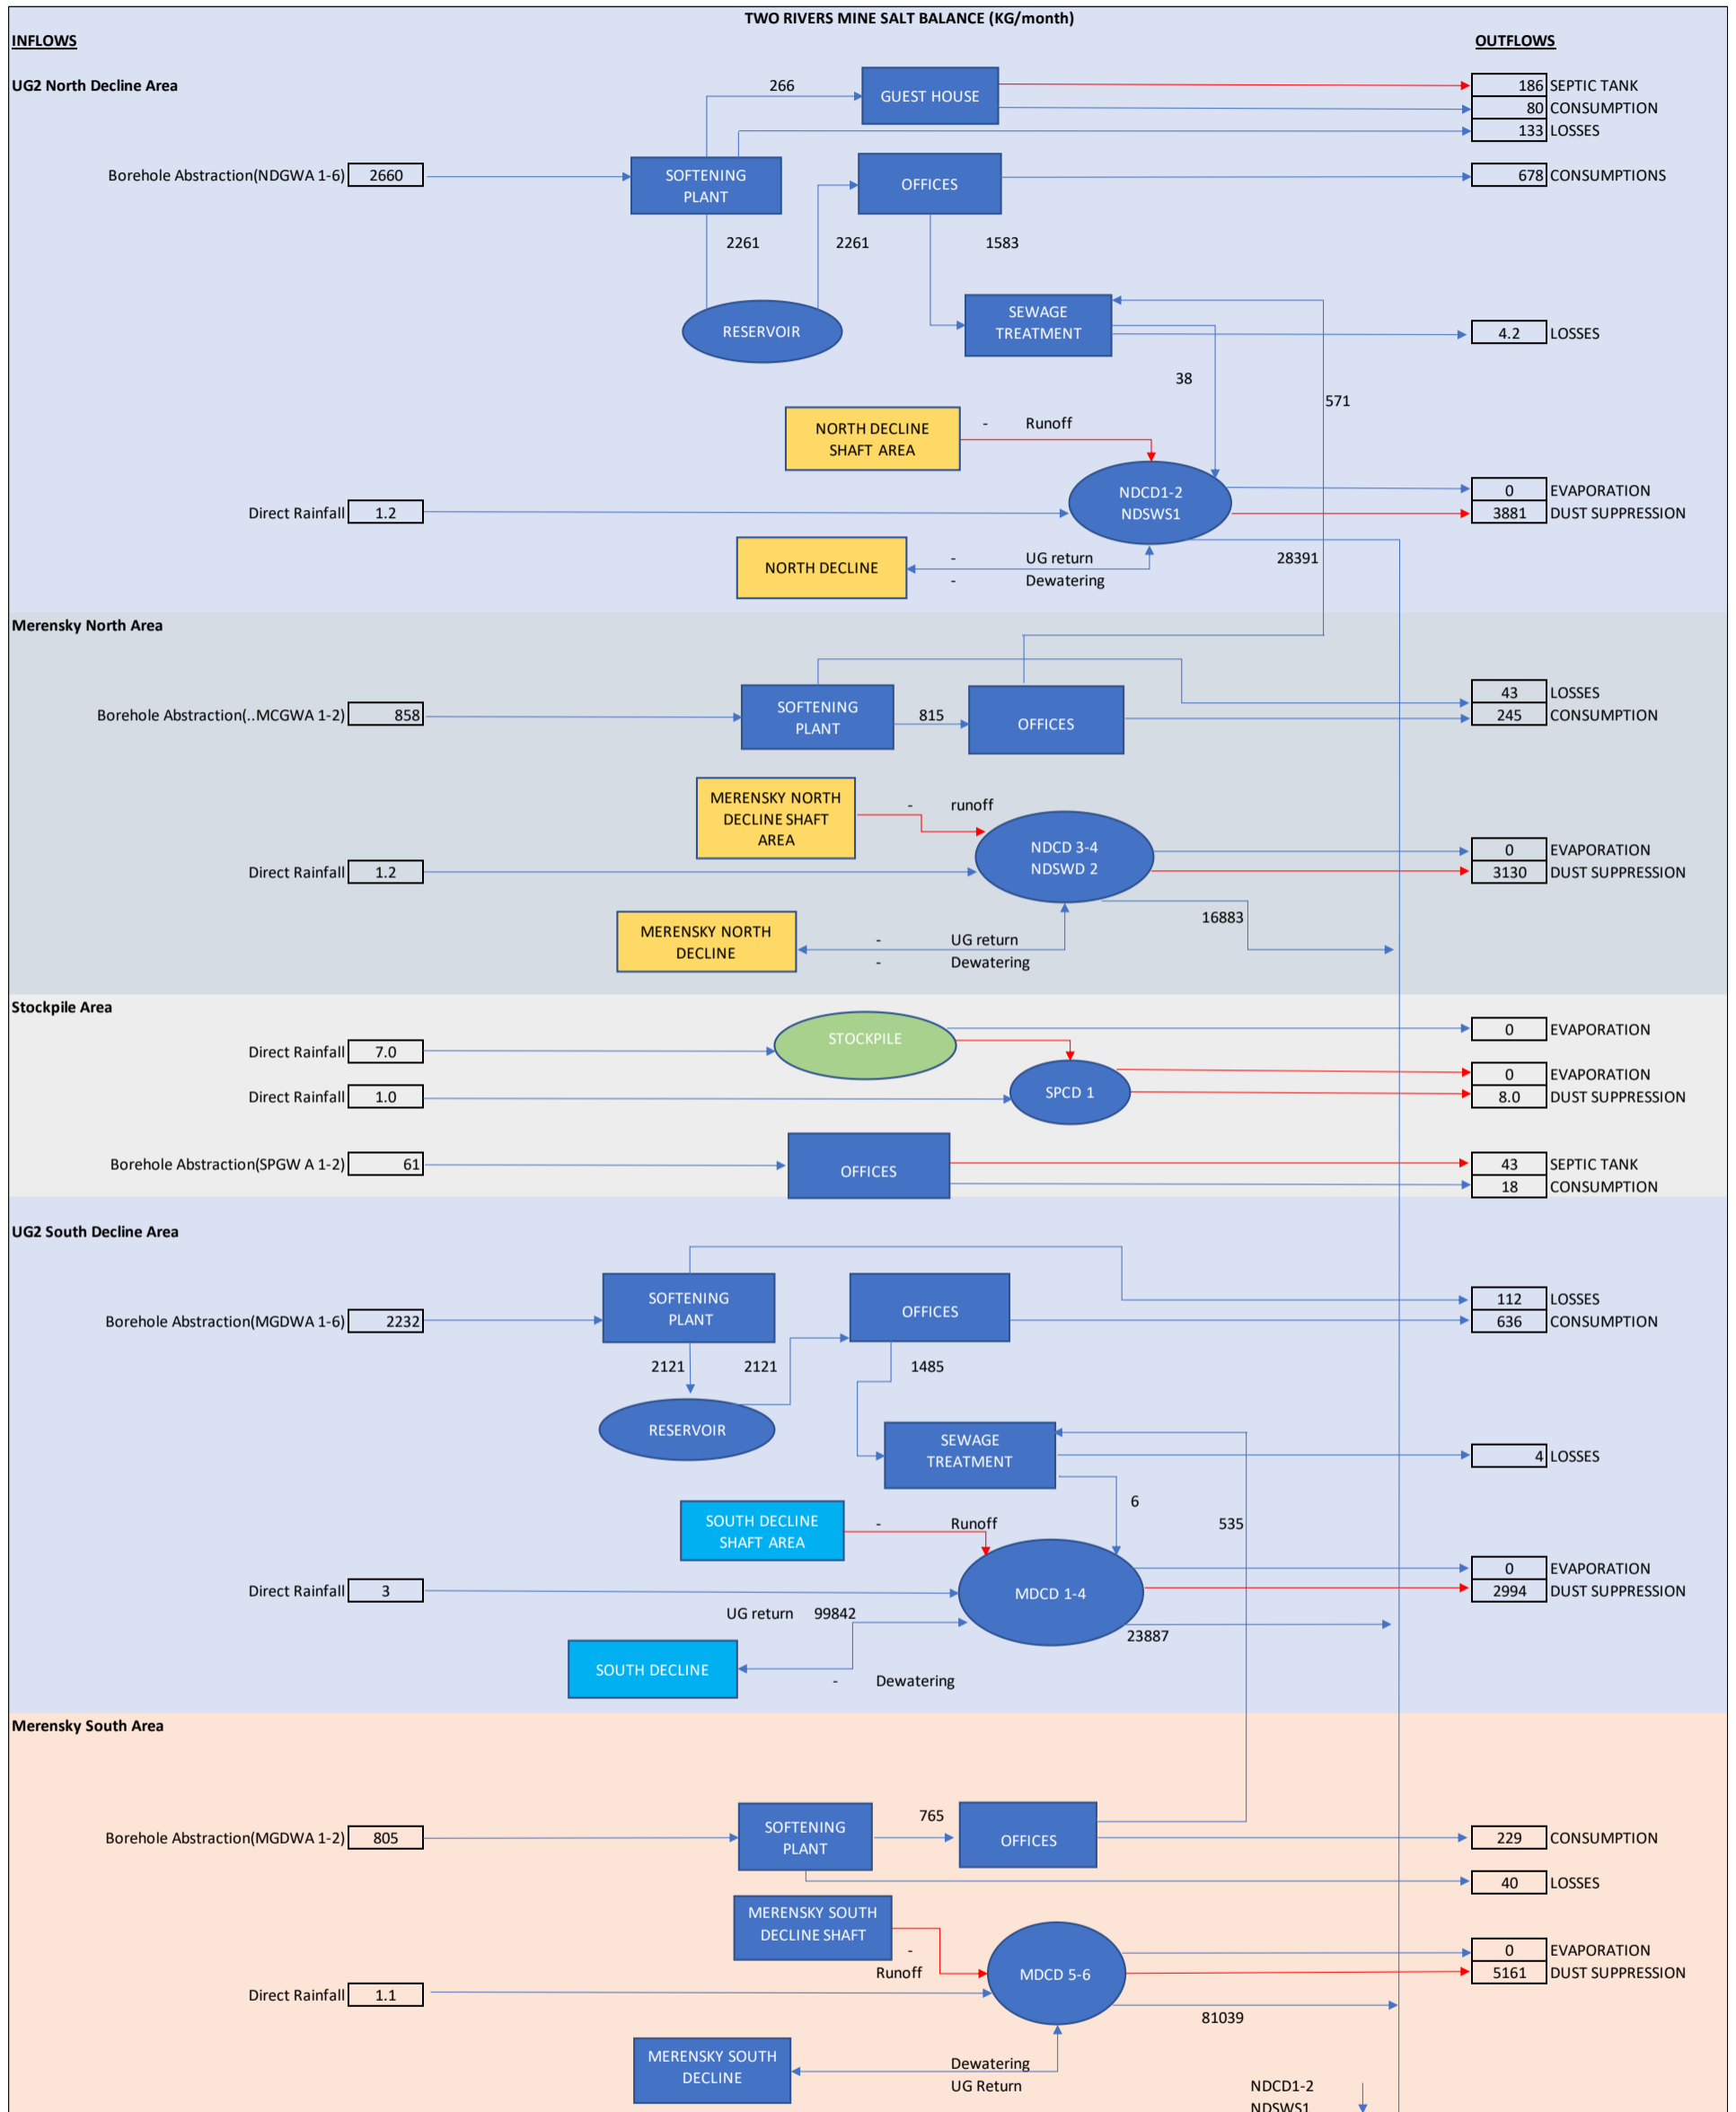 TWO RIVERS MINE SALT BALANCE (KG/month)
INFLOWS
OUTFLOWS
UG2 North Decline Area
266
GUEST HOUSE
186 SEPTIC TANK
80 CONSUMPTION
133 LOSSES
Borehole Abstraction(NDGWA 1-6) 2660
SOFTENING
PLANT
OFFICES
678 CONSUMPTIONS
2261
2261
1583
RESERVOIR
SEWAGE
TREATMENT
4.2 LOSSES
38
571
NORTH DECLINE
SHAFT AREA
- Runoff
NDCD1-2
NDSWS1
0 EVAPORATION
3881 DUST SUPPRESSION
Direct Rainfall 1.2
NORTH DECLINE
- UG return
- Dewatering
28391
Merensky North Area
Borehole Abstraction(..MCGWA 1-2) 858
SOFTENING
PLANT
815
OFFICES
43 LOSSES
245 CONSUMPTION
MERENSKY NORTH
DECLINE SHAFT
AREA
- runoff
NDCD 3-4
NDSWD 2
0 EVAPORATION
3130 DUST SUPPRESSION
Direct Rainfall 1.2
16883
MERENSKY NORTH
DECLINE
- UG return
- Dewatering
Stockpile Area
STOCKPILE
0 EVAPORATION
Direct Rainfall 7.0
0 EVAPORATION
Direct Rainfall 1.0
SPCD 1
8.0 DUST SUPPRESSION
Borehole Abstraction(SPGW A 1-2) 61
OFFICES
43 SEPTIC TANK
18 CONSUMPTION
UG2 South Decline Area
SOFTENING
PLANT
OFFICES
112 LOSSES
Borehole Abstraction(MGDWA 1-6) 2232
636 CONSUMPTION
2121
2121
1485
RESERVOIR
SEWAGE
TREATMENT
4 LOSSES
6
SOUTH DECLINE
SHAFT AREA
- Runoff
535
0 EVAPORATION
Direct Rainfall 3
MDCD 1-4
2994 DUST SUPPRESSION
UG return 99842
23887
SOUTH DECLINE
- Dewatering
Merensky South Area
765
SOFTENING
PLANT
OFFICES
Borehole Abstraction(MGDWA 1-2) 805
229 CONSUMPTION
40 LOSSES
MERENSKY SOUTH
DECLINE SHAFT
-
Runoff
MDCD 5-6
0 EVAPORATION
5161 DUST SUPPRESSION
Direct Rainfall 1.1
81039
MERENSKY SOUTH
DECLINE
Dewatering
UG Return
NDCD1-2
NDSWS1